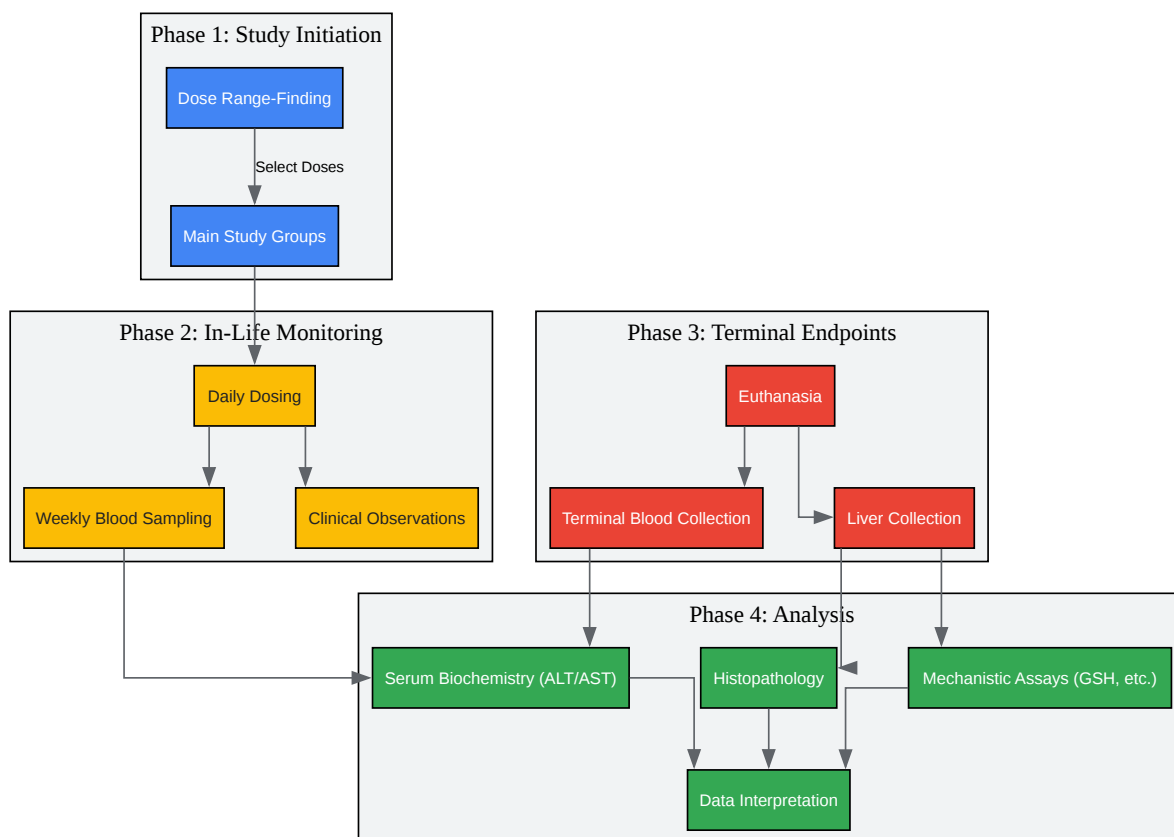 Phase 1: Study Initiation
Dose Range-Finding
Select Doses
Main Study Groups
Phase 2: In-Life Monitoring
Daily Dosing
Weekly Blood Sampling
Clinical Observations
Phase 3: Terminal Endpoints
Euthanasia
Terminal Blood Collection
Liver Collection
Phase 4: Analysis
Serum Biochemistry (ALT/AST)
Histopathology
Mechanistic Assays (GSH, etc.)
Data Interpretation